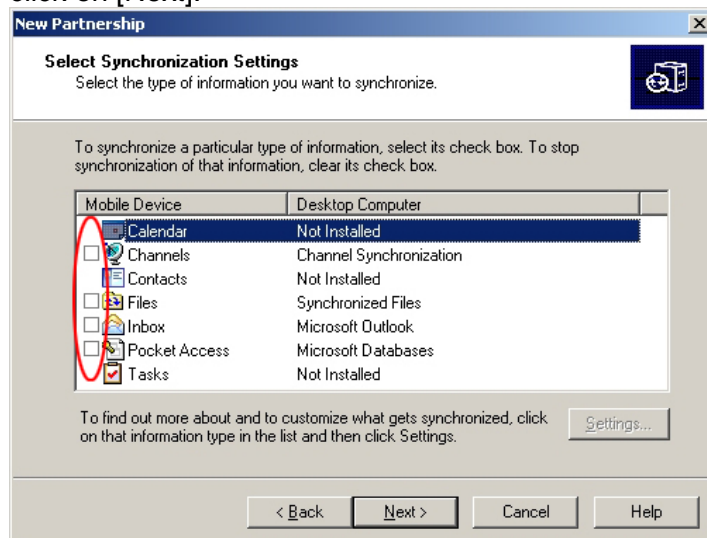 click on [Next].
New Partnership
Select Synchronization Settings
Select the type of information you want to synchronize.
To synchronize a particular type of information, select its check box. To stop
synchronization of that information, clear its check box.
Mobile Device Desktop Computer
Calendar Not Installed
Channels Channel Synchronization
Contacts Not Installed
Files Synchronized Files
Inbox Microsoft Outlook
Pocket Access Microsoft Databases
Tasks Not Installed
To find out more about and to customize what gets synchronized, click
on that information type in the list and then click Settings.
Settings...
< Back Next > Cancel Help